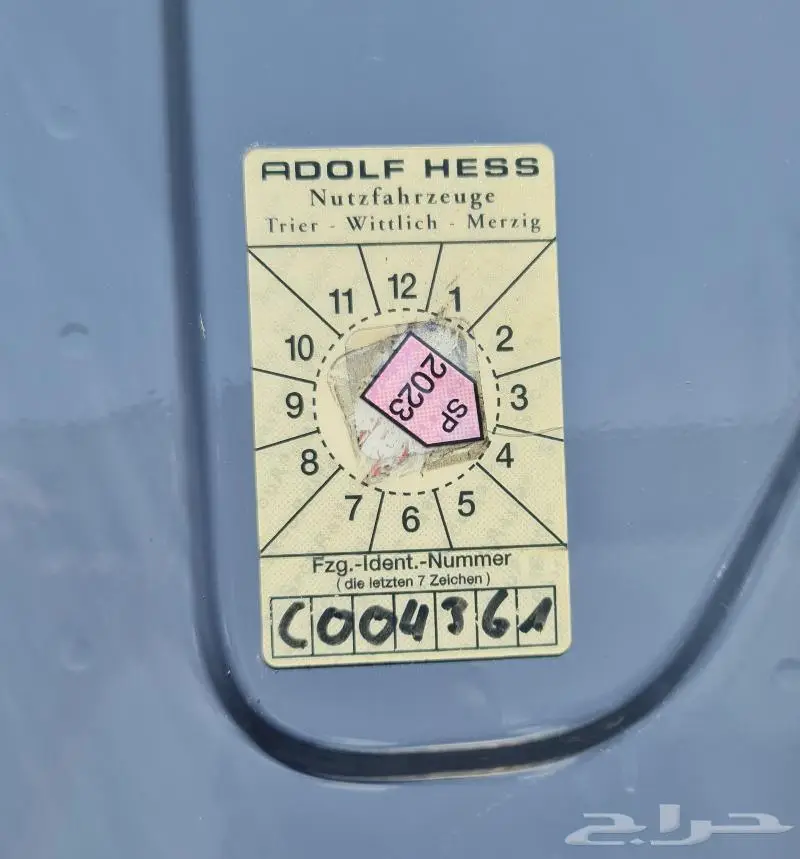 ADOLF HESS
Nutzfahrzeuge
Trier - Wittlich - Merzig
11 12 1
10 2
9 3
8 4
7 6 5
2023
SP
Fzg.-Ident.-Nummer
( die letzten 7 Zeichen )
C004361
حراج